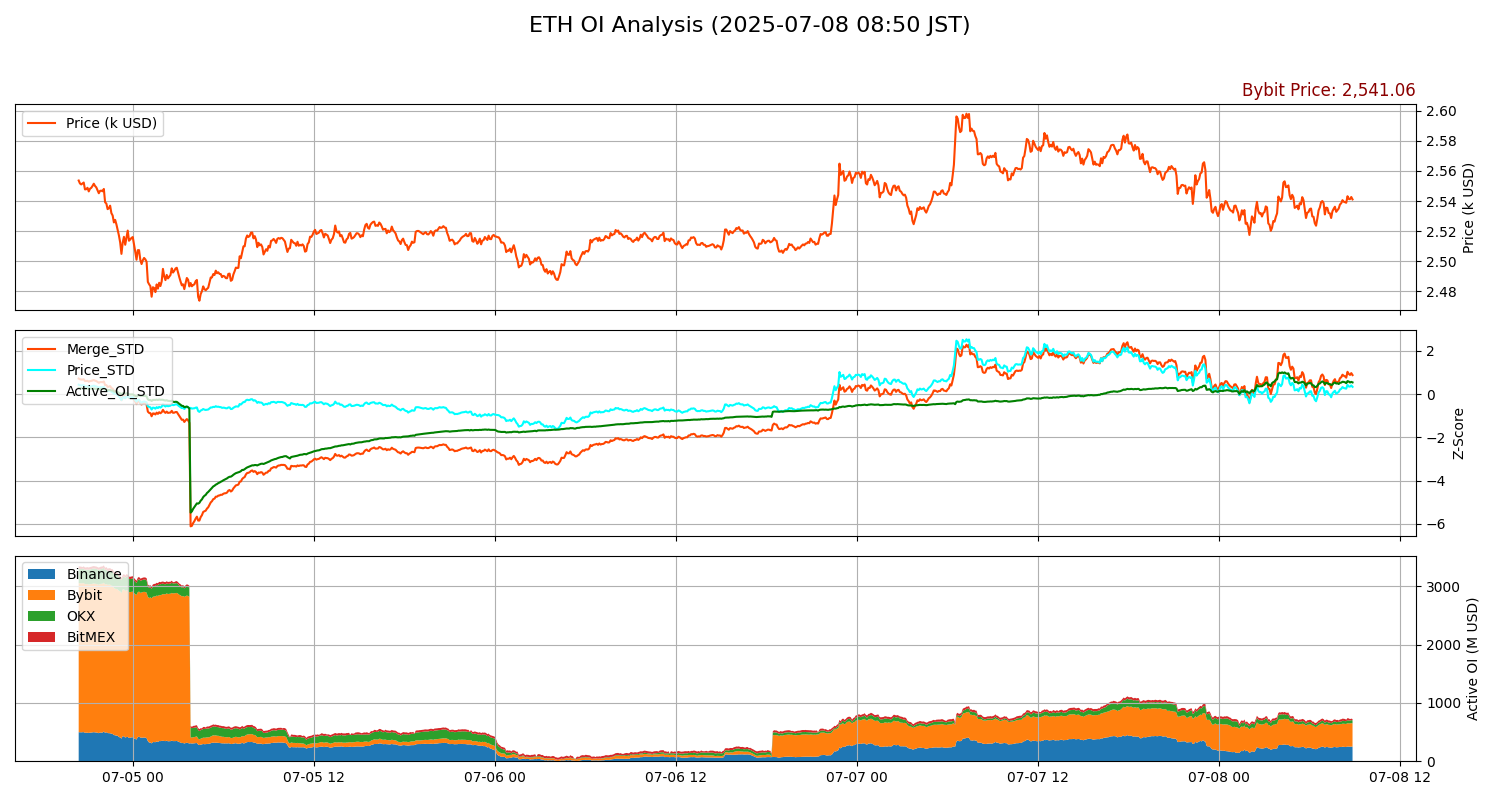 ETH OI Analysis (2025-07-08 08:50 JST)
Bybit Price: 2,541.06
Price (k USD)
2.60
2.58
2.56
2.54
2.52
2.50
2.48
Price (k USD)
Merge_STD
Price_STD
Active_OI_STD
2
0
−2
−4
−6
Z-Score
Binance
Bybit
OKX
BitMEX
3000
2000
1000
0
Active OI (M USD)
07-05 00
07-05 12
07-06 00
07-06 12
07-07 00
07-07 12
07-08 00
07-08 12